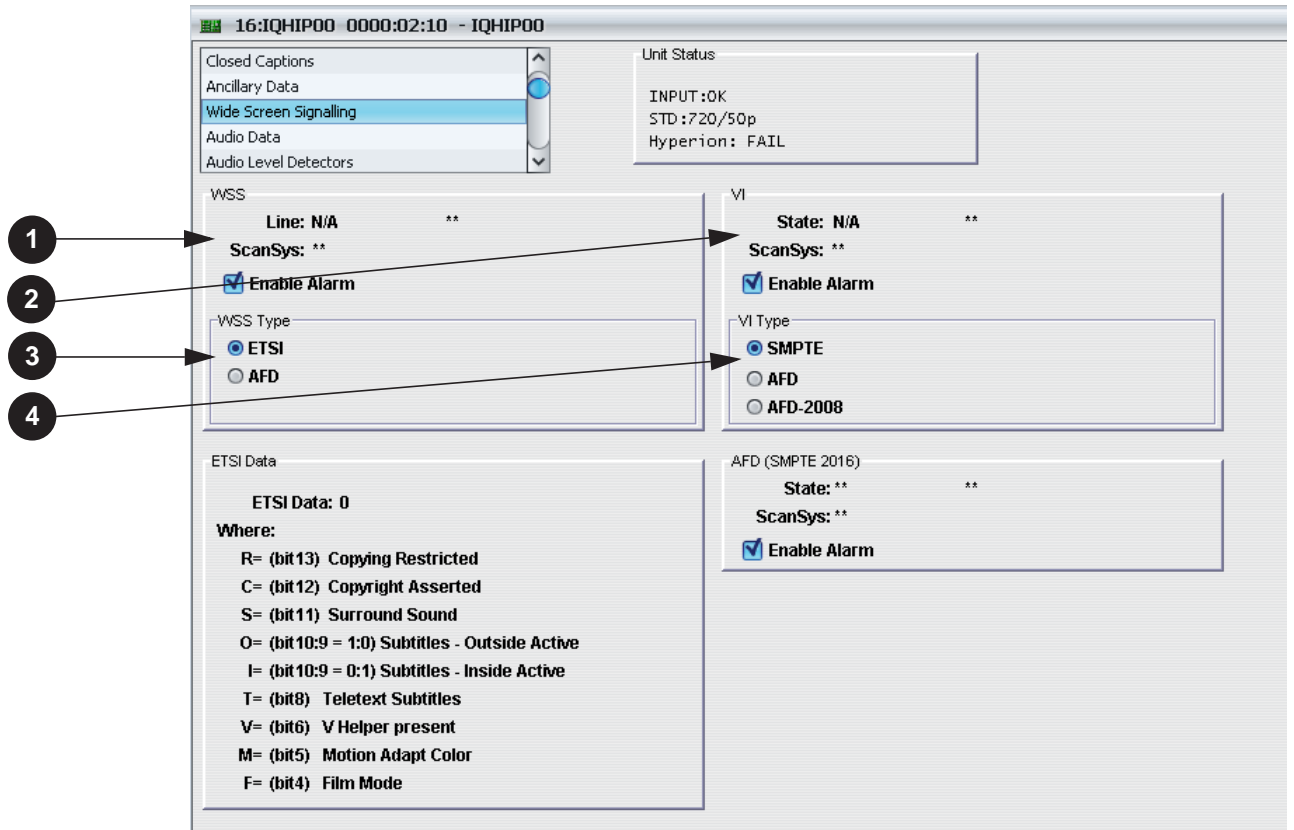 16:IQHIP00 0000:02:10 - IQHIP00
Closed Captions
Ancillary Data
Wide Screen Signalling
Audio Data
Audio Level Detectors
Unit Status
INPUT:OK
STD:720/50p
Hyperion: FAIL
1
2
3
4
WSS
Line: N/A **
ScanSys: **
Enable Alarm
WSS Type
ETSI
AFD
VI
State: N/A **
ScanSys: **
Enable Alarm
VI Type
SMPTE
AFD
AFD-2008
ETSI Data
ETSI Data: 0
Where:
R= (bit13) Copying Restricted
C= (bit12) Copyright Asserted
S= (bit11) Surround Sound
O= (bit10:9 = 1:0) Subtitles - Outside Active
I= (bit10:9 = 0:1) Subtitles - Inside Active
T= (bit8) Teletext Subtitles
V= (bit6) V Helper present
M= (bit5) Motion Adapt Color
F= (bit4) Film Mode
AFD (SMPTE 2016)
State: ** **
ScanSys: **
Enable Alarm